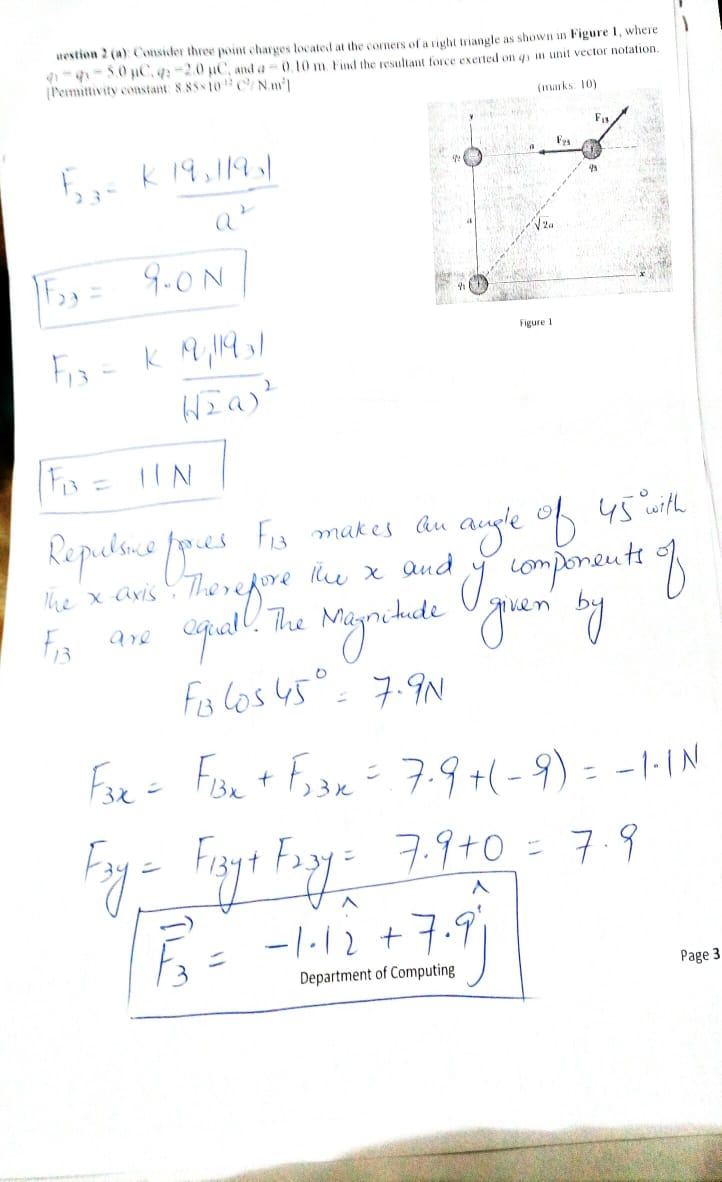 uestion 2 (a): Consider three point charges located at the corners of a right triangle as shown in Figure 1, where
q₁ = q₃ = 5.0 μC, q₂ = −2.0 μC, and a = 0.10 m. Find the resultant force exerted on q₃ in unit vector notation.
[Permittivity constant: 8.85×10⁻¹² C²/ N.m²]
(marks: 10)
y
F₁₃
a
F₂₃
q₂
q₃
a
√2a
x
q₁
Figure 1
F₂₃ = k |q₂||q₃|
a²
F₂₃ = 9.0 N
F₁₃ = k |q₁||q₃|
(√2 a)²
F₁₃ = 11 N
Repulsive forces F₁₃ makes an angle of 45° with
the x-axis. Therefore the x and y components of
F₁₃ are equal. The Magnitude given by
F₁₃ Cos 45° = 7.9N
F₃ₓ = F₁₃ₓ + F₂₃ₓ = 7.9 + (−9) = −1.1 N
F₃y = F₁₃y + F₂₃y = 7.9 + 0 = 7.9
F⃗₃ = −1.1 î + 7.9 ĵ
Department of Computing
Page 3